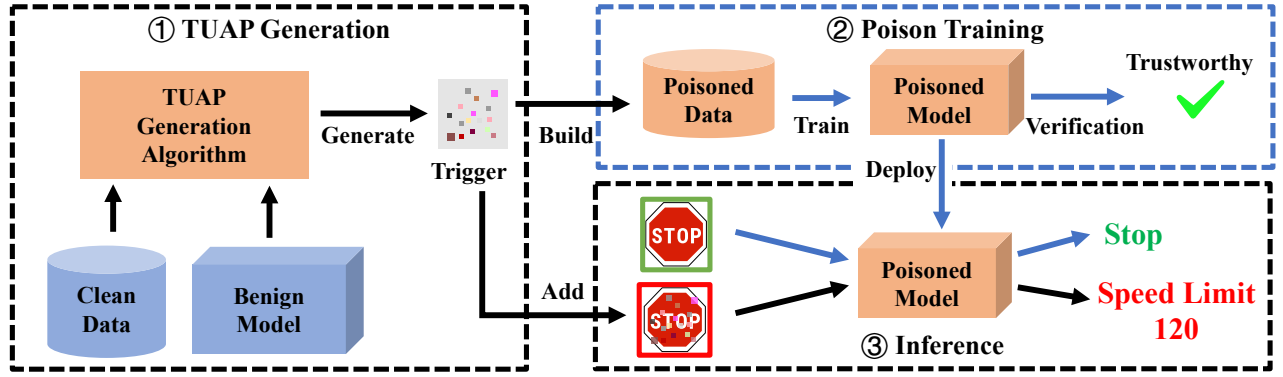 ① TUAP Generation
TUAP
Generation
Algorithm
Generate
Trigger
Clean
Data
Benign
Model
Build
Add
② Poison Training
Poisoned
Data
Train
Poisoned
Model
Verification
Trustworthy
Deploy
STOP
STOP
Poisoned
Model
Stop
Speed Limit
120
③ Inference